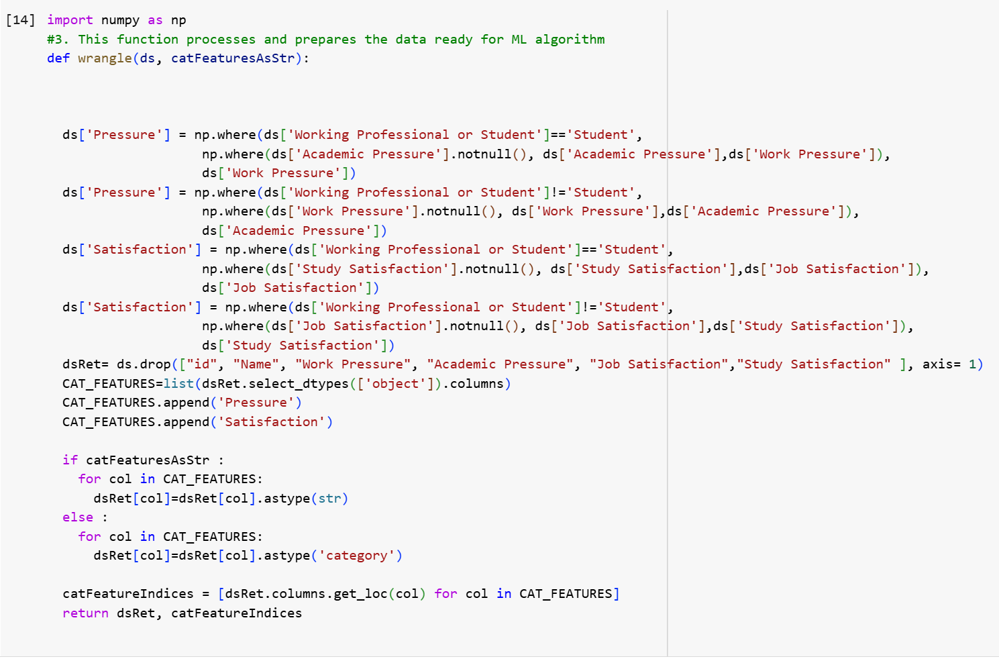 [14] import numpy as np
#3. This function processes and prepares the data ready for ML algorithm
def wrangle(ds, catFeaturesAsStr):
  ds['Pressure'] = np.where(ds['Working Professional or Student']=='Student',
                    np.where(ds['Academic Pressure'].notnull(), ds['Academic Pressure'],ds['Work Pressure']),
                    ds['Work Pressure'])
  ds['Pressure'] = np.where(ds['Working Professional or Student']!='Student',
                    np.where(ds['Work Pressure'].notnull(), ds['Work Pressure'],ds['Academic Pressure']),
                    ds['Academic Pressure'])
  ds['Satisfaction'] = np.where(ds['Working Professional or Student']=='Student',
                    np.where(ds['Study Satisfaction'].notnull(), ds['Study Satisfaction'],ds['Job Satisfaction']),
                    ds['Job Satisfaction'])
  ds['Satisfaction'] = np.where(ds['Working Professional or Student']!='Student',
                    np.where(ds['Job Satisfaction'].notnull(), ds['Job Satisfaction'],ds['Study Satisfaction']),
                    ds['Study Satisfaction'])
  dsRet= ds.drop(["id", "Name", "Work Pressure", "Academic Pressure", "Job Satisfaction","Study Satisfaction" ], axis= 1)
  CAT_FEATURES=list(dsRet.select_dtypes(['object']).columns)
  CAT_FEATURES.append('Pressure')
  CAT_FEATURES.append('Satisfaction')
  if catFeaturesAsStr :
    for col in CAT_FEATURES:
      dsRet[col]=dsRet[col].astype(str)
  else :
    for col in CAT_FEATURES:
      dsRet[col]=dsRet[col].astype('category')
  catFeatureIndices = [dsRet.columns.get_loc(col) for col in CAT_FEATURES]
  return dsRet, catFeatureIndices